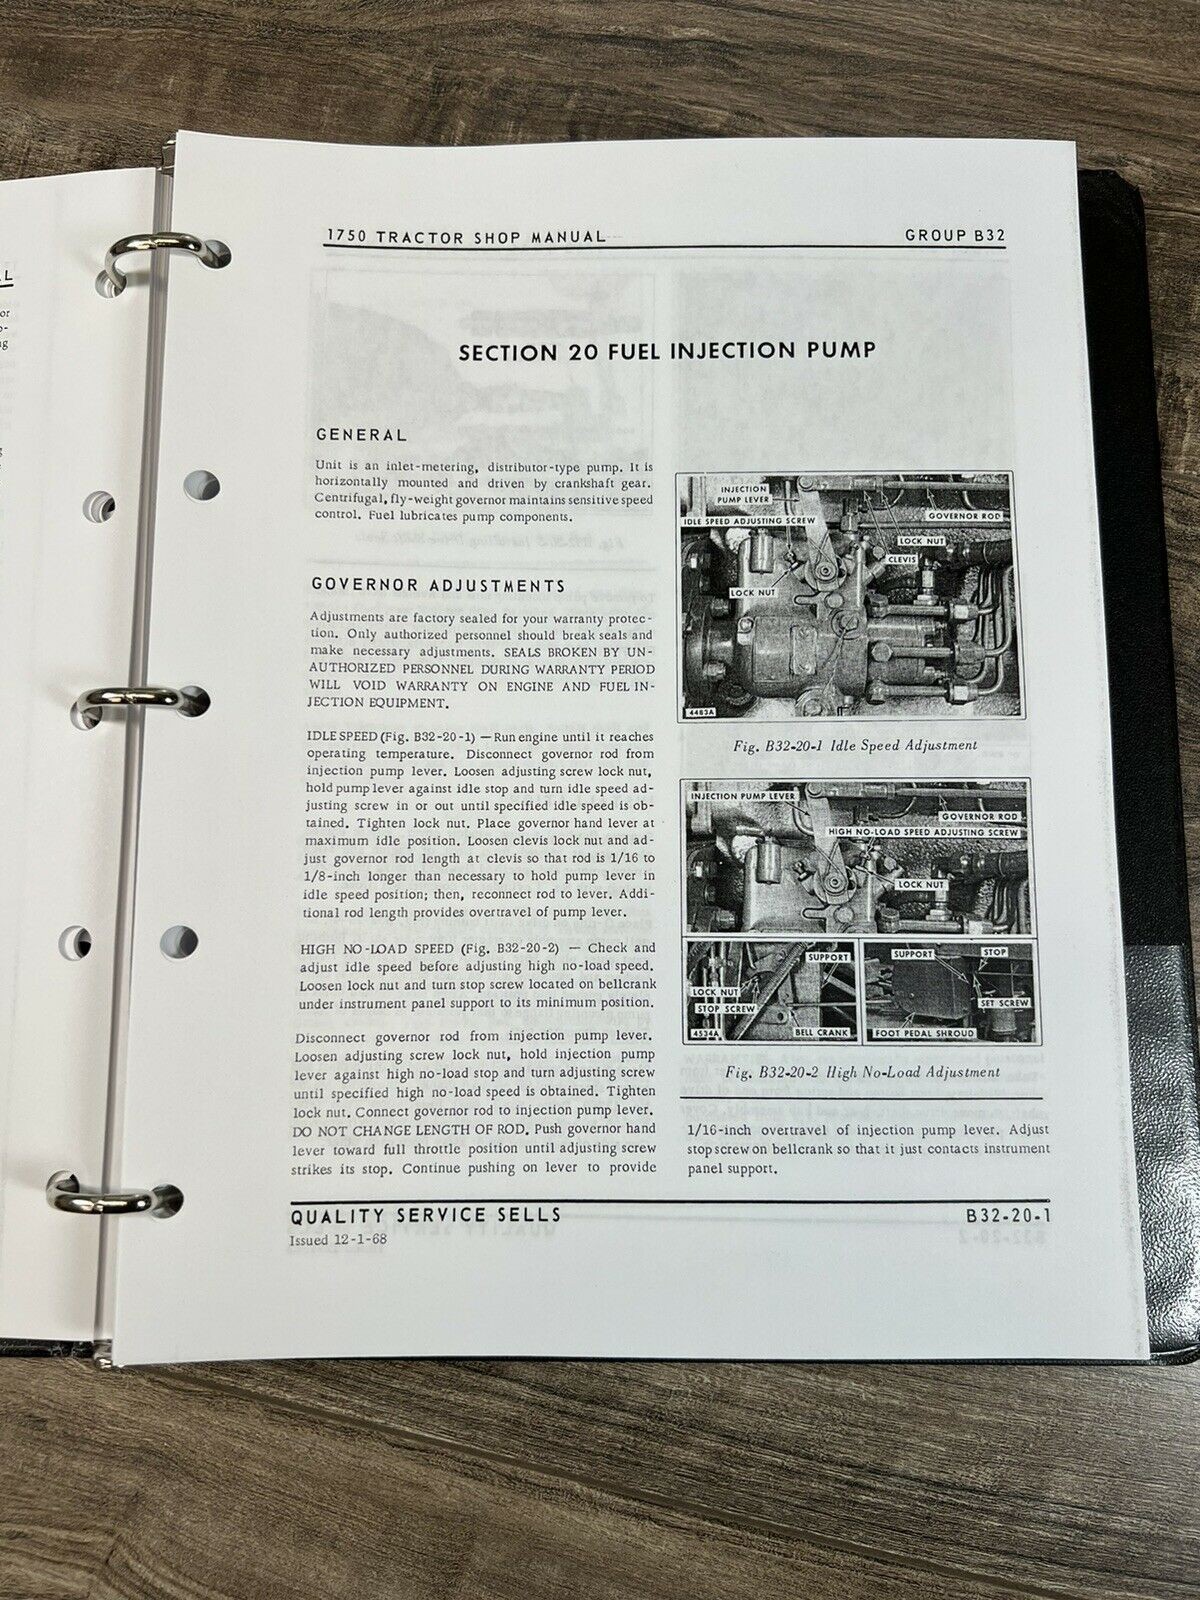 1750 TRACTOR SHOP MANUAL
GROUP B32
SECTION 20 FUEL INJECTION PUMP
GENERAL
Unit is an inlet-metering, distributor-type pump. It is
horizontally mounted and driven by crankshaft gear.
Centrifugal, fly-weight governor maintains sensitive speed
control. Fuel lubricates pump components.
GOVERNOR ADJUSTMENTS
Adjustments are factory sealed for your warranty protec-
tion. Only authorized personnel should break seals and
make necessary adjustments. SEALS BROKEN BY UN-
AUTHORIZED PERSONNEL DURING WARRANTY PERIOD
WILL VOID WARRANTY ON ENGINE AND FUEL IN-
JECTION EQUIPMENT.
IDLE SPEED (Fig. B32-20-1) — Run engine until it reaches
operating temperature. Disconnect governor rod from
injection pump lever. Loosen adjusting screw lock nut,
hold pump lever against idle stop and turn idle speed ad-
justing screw in or out until specified idle speed is ob-
tained. Tighten lock nut. Place governor hand lever at
maximum idle position. Loosen clevis lock nut and ad-
just governor rod length at clevis so that rod is 1/16 to
1/8-inch longer than necessary to hold pump lever in
idle speed position; then, reconnect rod to lever. Addi-
tional rod length provides overtravel of pump lever.
HIGH NO-LOAD SPEED (Fig. B32-20-2) — Check and
adjust idle speed before adjusting high no-load speed.
Loosen lock nut and turn stop screw located on bellcrank
under instrument panel support to its minimum position.
Disconnect governor rod from injection pump lever.
Loosen adjusting screw lock nut, hold injection pump
lever against high no-load stop and turn adjusting screw
until specified high no-load speed is obtained. Tighten
lock nut. Connect governor rod to injection pump lever.
DO NOT CHANGE LENGTH OF ROD. Push governor hand
lever toward full throttle position until adjusting screw
strikes its stop. Continue pushing on lever to provide
INJECTION
PUMP LEVER
GOVERNOR ROD
IDLE SPEED ADJUSTING SCREW
LOCK NUT
CLEVIS
LOCK NUT
4483A
Fig. B32-20-1 Idle Speed Adjustment
INJECTION PUMP LEVER
GOVERNOR ROD
HIGH NO-LOAD SPEED ADJUSTING SCREW
LOCK NUT
SUPPORT
LOCK NUT
STOP SCREW
4534A
BELL CRANK
SUPPORT
STOP
SET SCREW
FOOT PEDAL SHROUD
Fig. B32-20-2 High No-Load Adjustment
1/16-inch overtravel of injection pump lever. Adjust
stop screw on bellcrank so that it just contacts instrument
panel support.
QUALITY SERVICE SELLS
B32-20-1
Issued 12-1-68